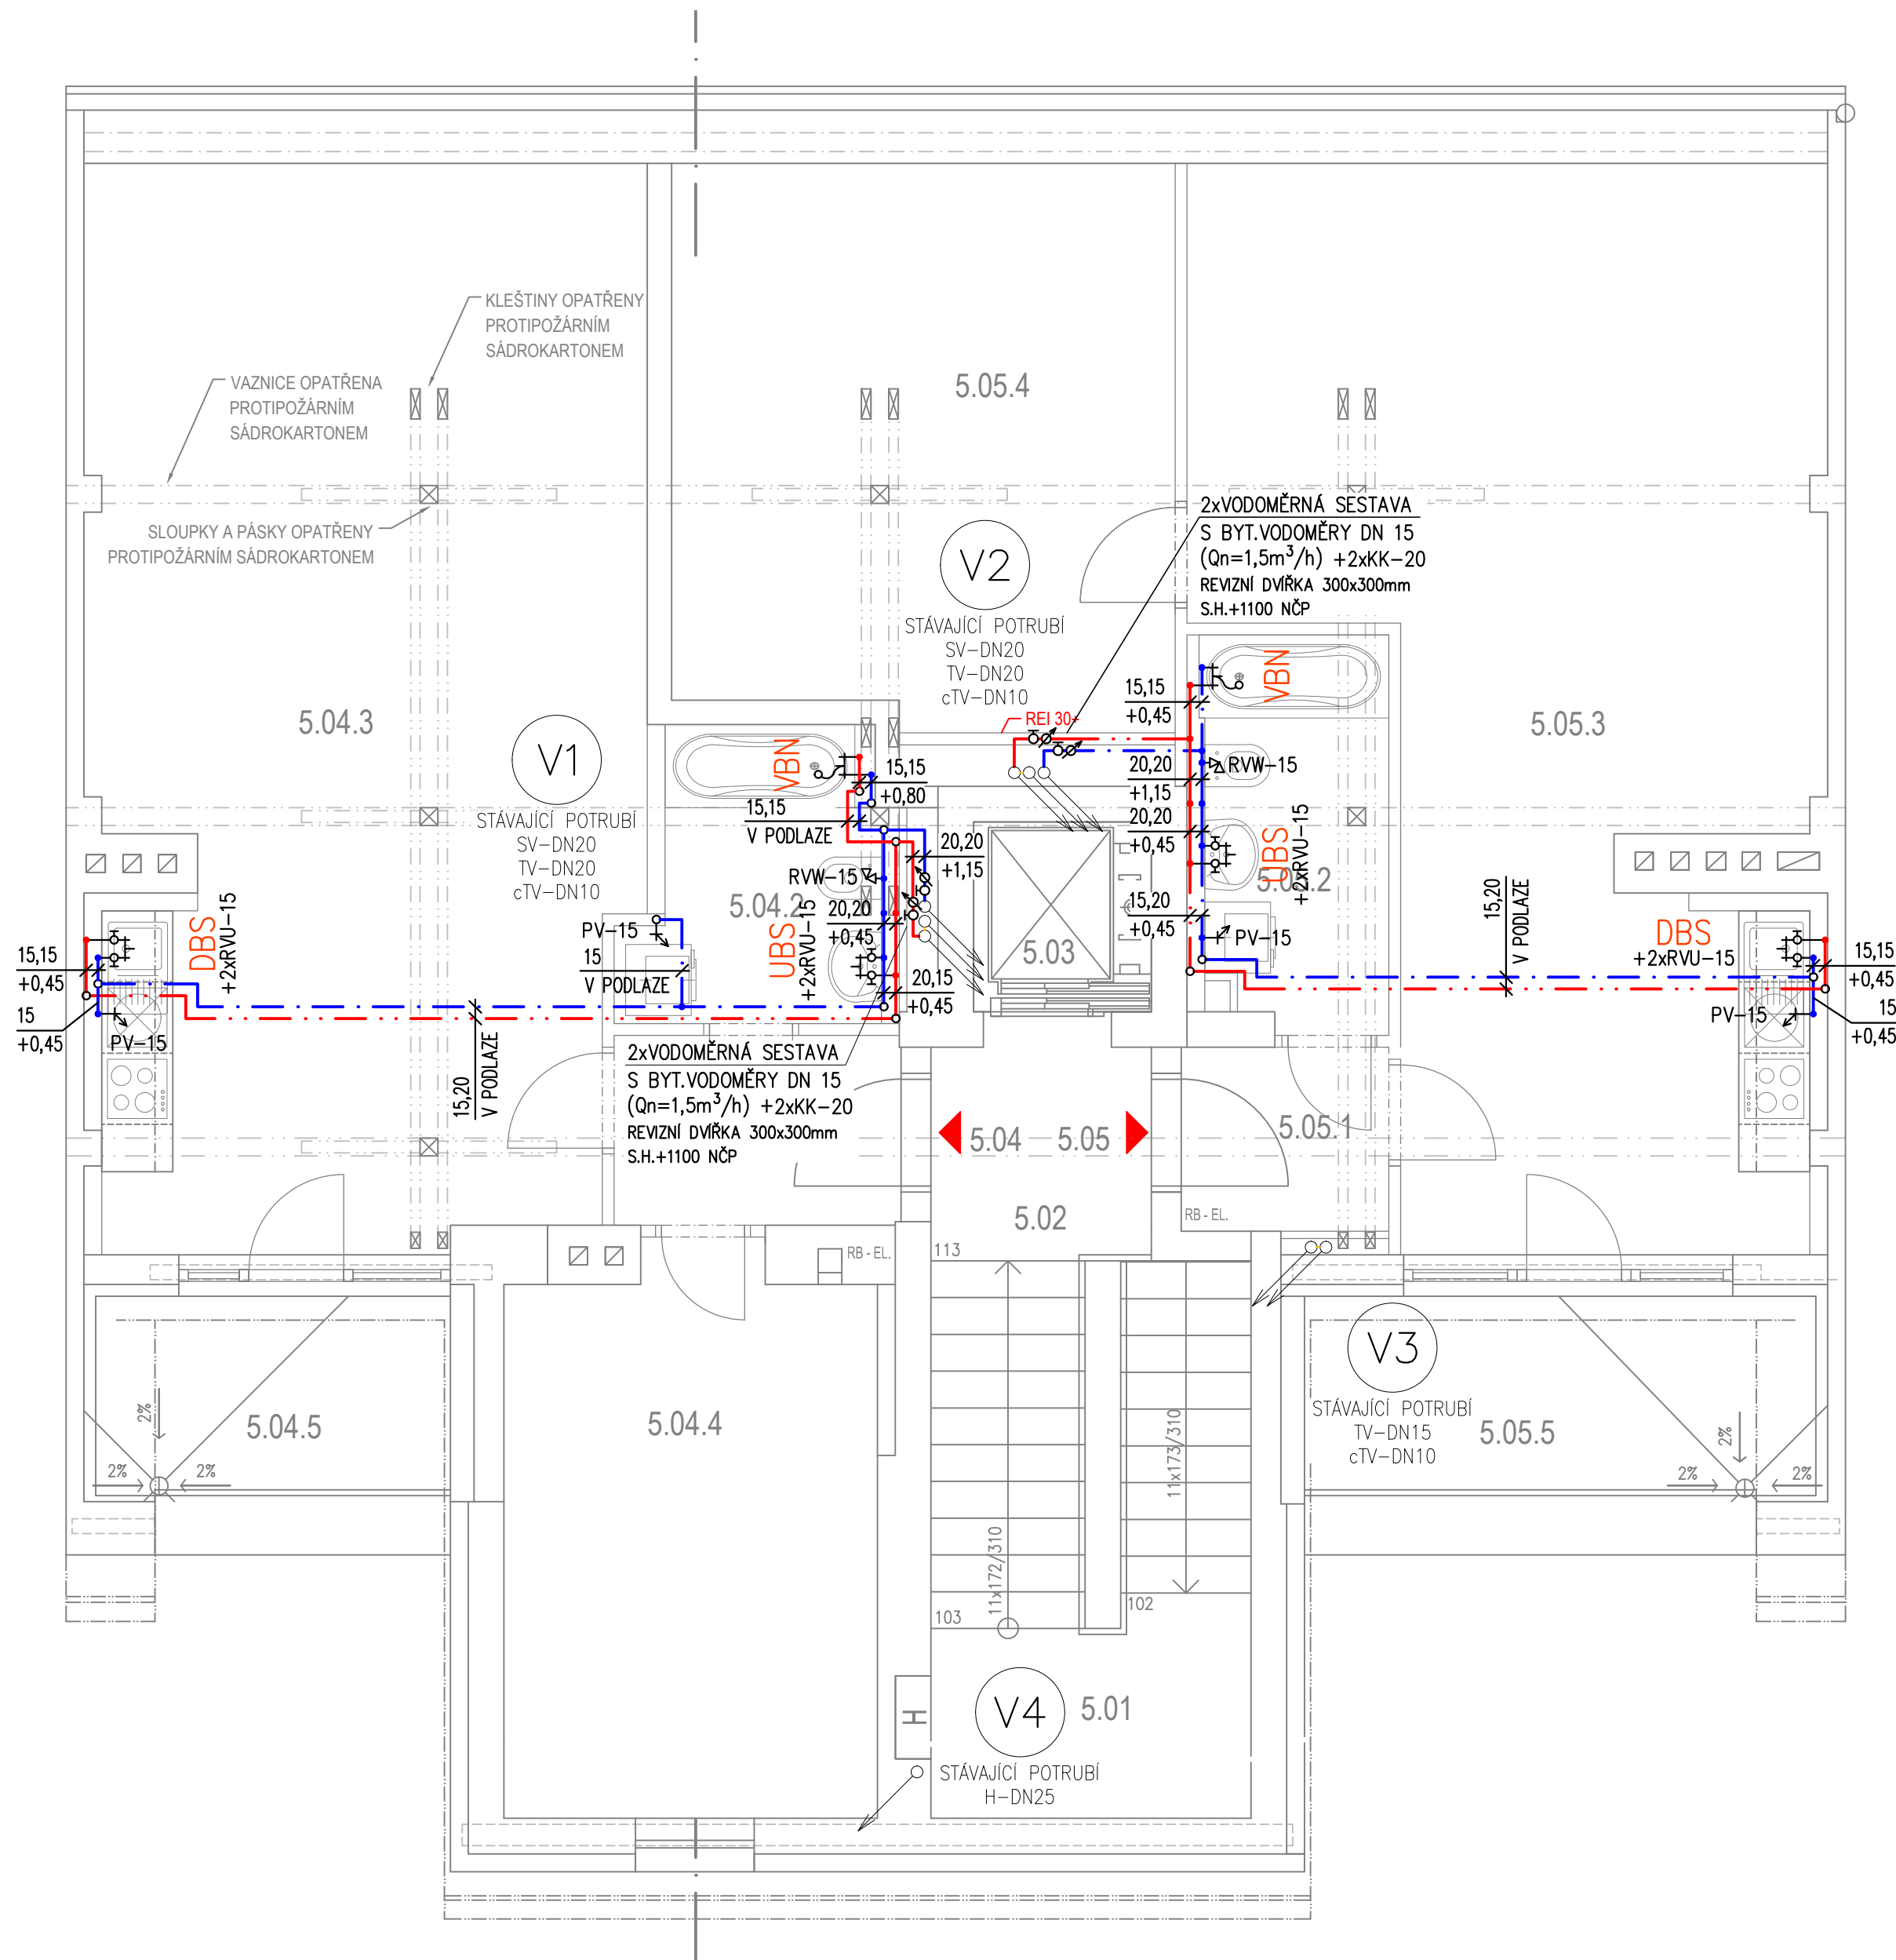 KLEŠTINY OPATŘENY
PROTIPOŽÁRNÍM
SÁDROKARTONEM
VAZNICE OPATŘENA
PROTIPOŽÁRNÍM
SÁDROKARTONEM
SLOUPKY A PÁSKY OPATŘENY
PROTIPOŽÁRNÍM SÁDROKARTONEM
5.05.4
2xVODOMĚRNÁ SESTAVA
S BYT.VODOMĚRY DN 15
(Qn=1,5m³/h) +2xKK-20
REVIZNÍ DVÍŘKA 300x300mm
S.H.+1100 NČP
V2
STÁVAJÍCÍ POTRUBÍ
SV-DN20
TV-DN20
cTV-DN10
REI 30+
5.04.3
V1
STÁVAJÍCÍ POTRUBÍ
SV-DN20
TV-DN20
cTV-DN10
VBN
15,15
+0,80
15,15
V PODLAZE
20,20
+1,15
RVW-15
5.04.2
20,20
+0,45
UBS
+2xRVU-15
PV-15
15
V PODLAZE
20,15
+0,45
15,15
+0,45
VBN
5.05.3
20,20
+1,15
RVW-15
20,20
+0,45
UBS
+2xRVU-15
5.05.2
15,20
+0,45
PV-15
5.03
15,20
V PODLAZE
DBS
+2xRVU-15
15,15
+0,45
PV-15
15
+0,45
DBS
+2xRVU-15
15,15
+0,45
15
+0,45
PV-15
15,20
V PODLAZE
2xVODOMĚRNÁ SESTAVA
S BYT.VODOMĚRY DN 15
(Qn=1,5m³/h) +2xKK-20
REVIZNÍ DVÍŘKA 300x300mm
S.H.+1100 NČP
5.04
5.05
5.05.1
5.02
RB - EL.
RB - EL.
113
V3
STÁVAJÍCÍ POTRUBÍ
TV-DN15
cTV-DN10
5.04.5
5.04.4
5.05.5
2%
2%
2%
2%
2%
2%
11x172/310
11x173/310
103
102
H
V4
5.01
STÁVAJÍCÍ POTRUBÍ
H-DN25